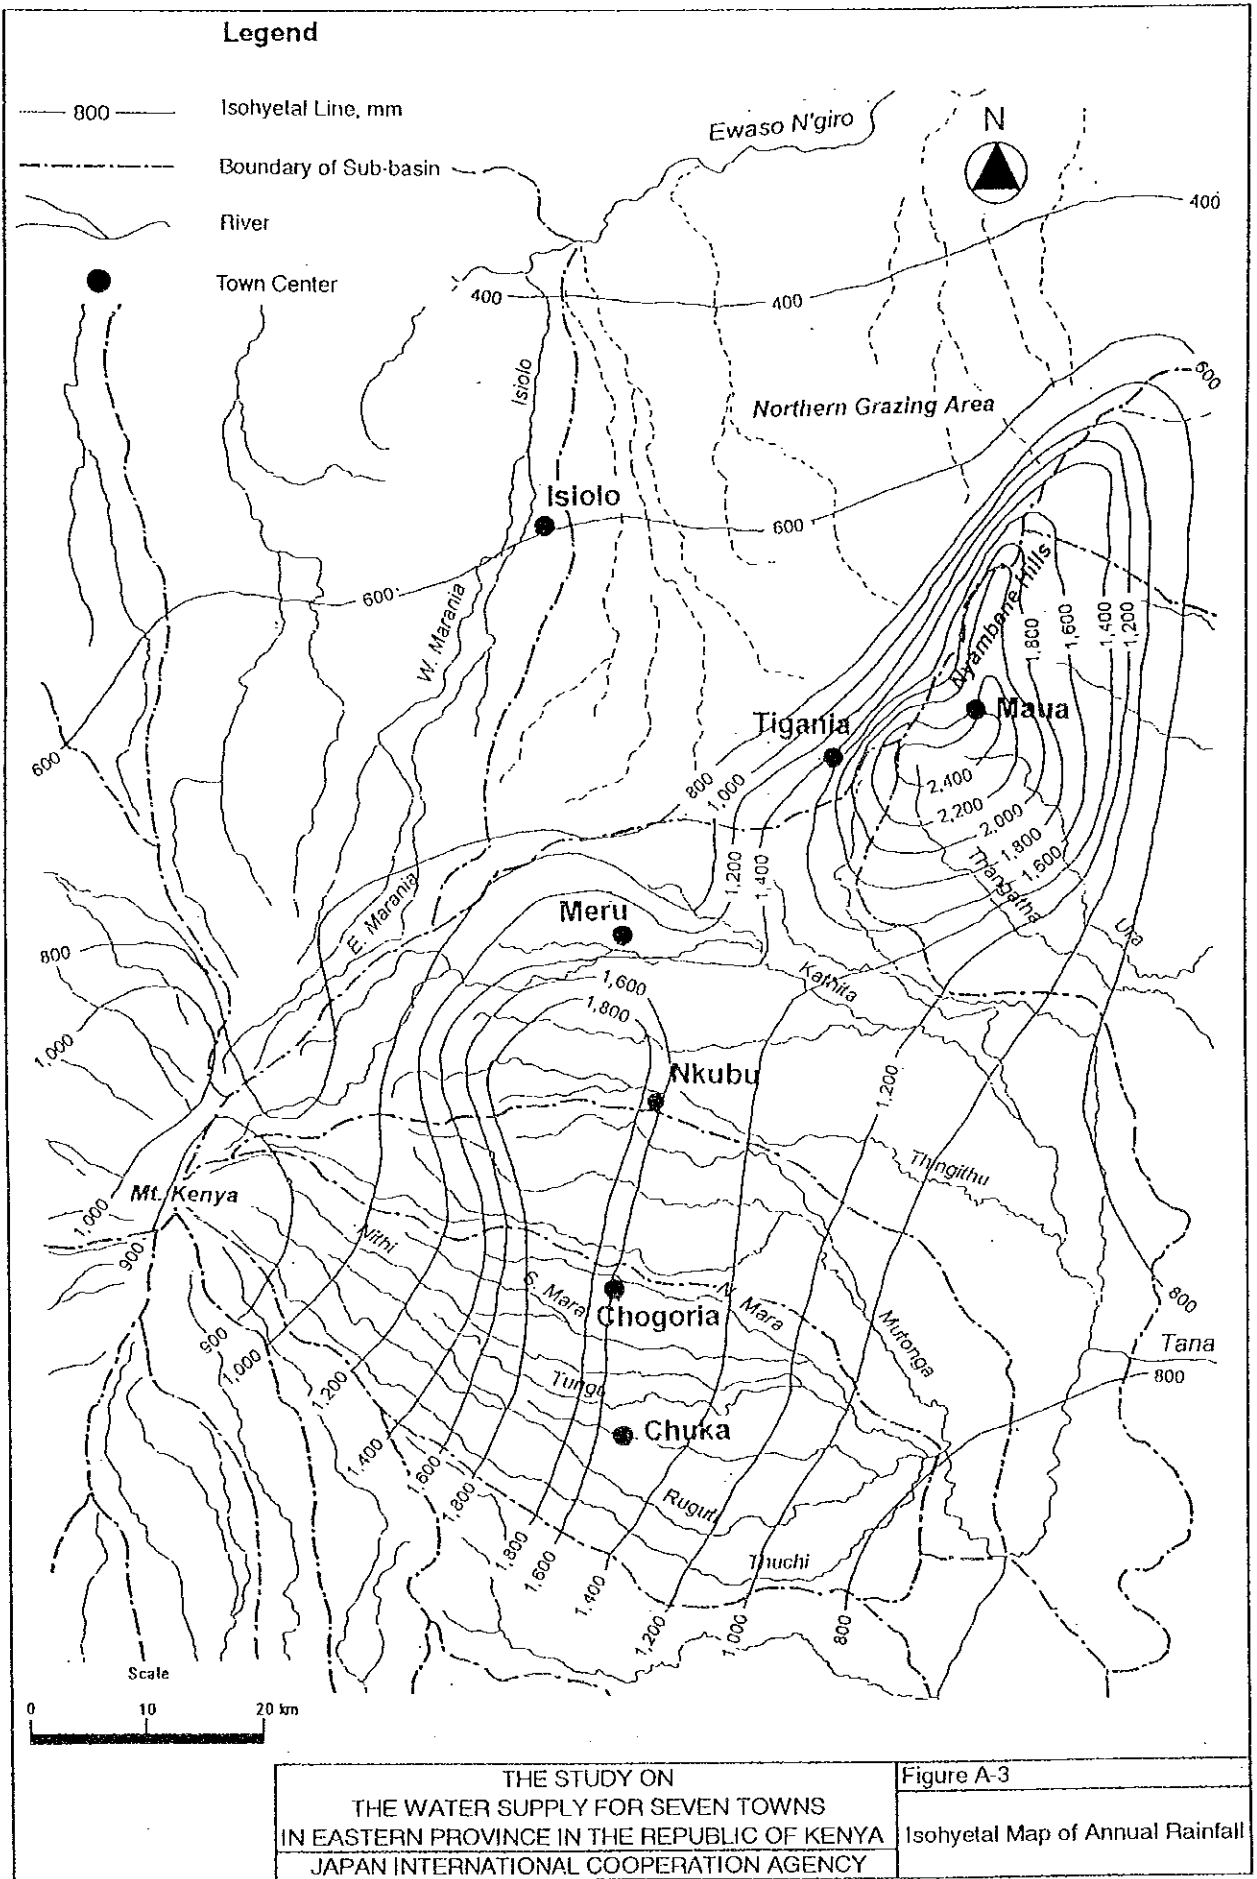 Legend
800
Isohyetal Line, mm
Boundary of Sub-basin
River
Town Center
Ewaso N'giro
N
400
400
400
Isiolo
600
Northern Grazing Area
Isiolo
600
600
W. Marania
Nyambene Hills
1,800
1,600
1,400
1,200
Maua
Tigania
600
800
1,000
2,400
2,200
2,000
1,800
1,600
1,200
1,400
Thangatha
Ura
E. Marania
Meru
800
Kathita
1,600
1,800
1,000
Nkubu
1,200
Thingithu
Mt. Kenya
1,000
900
Nithi
S. Mara
N. Mara
Chogoria
Mutonga
800
Tana
900
1,000
1,200
Tungu
800
Chuka
1.400
1.600
1,800
Ruguti
1,800
1.600
1.400
Thuchi
1,200
1,000
800
Scale
0 10 20 km
THE STUDY ON
THE WATER SUPPLY FOR SEVEN TOWNS
IN EASTERN PROVINCE IN THE REPUBLIC OF KENYA
JAPAN INTERNATIONAL COOPERATION AGENCY
Figure A-3
Isohyetal Map of Annual Rainfall